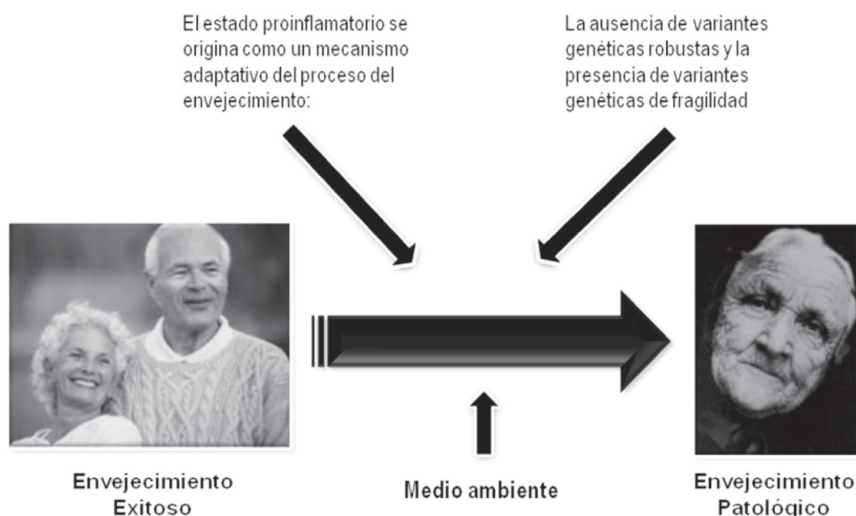 El estado proinflamatorio se
origina como un mecanismo
adaptativo del proceso del
envejecimiento:
La ausencia de variantes
genéticas robustas y la
presencia de variantes
genéticas de fragilidad
Envejecimiento
Exitoso
Medio ambiente
Envejecimiento
Patológico